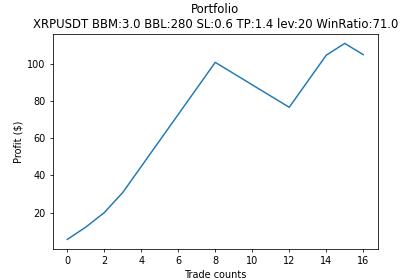 Portfolio
XRPUSDT BBM:3.0 BBL:280 SL:0.6 TP:1.4 lev:20 WinRatio:71.0
Profit ($)
100
80
60
40
20
0 2 4 6 8 10 12 14 16
Trade counts